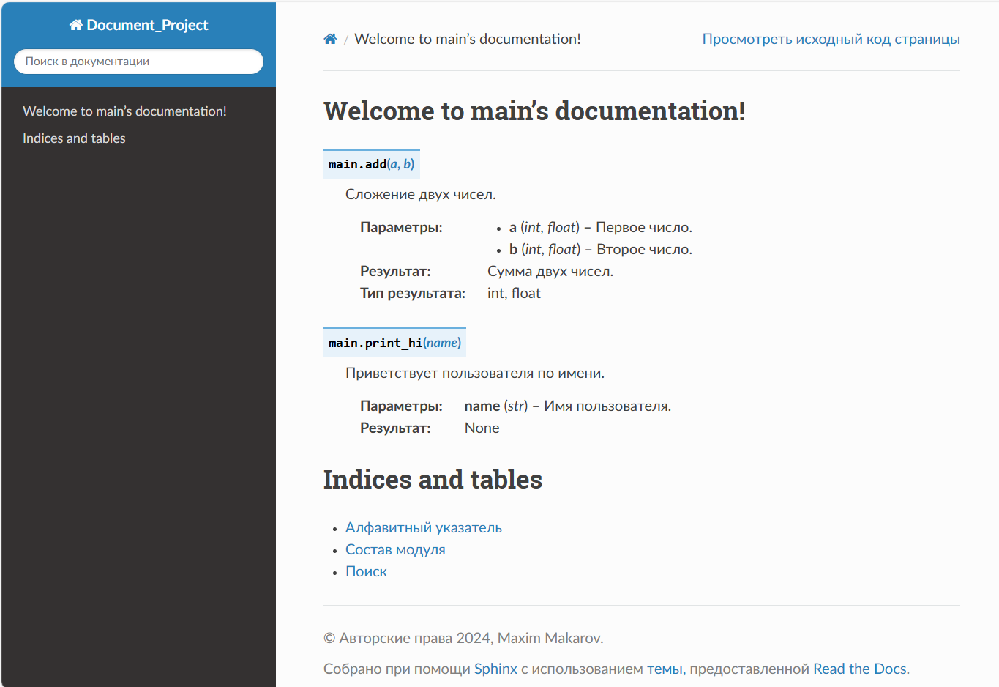 Document_Project
Поиск в документации
Welcome to main’s documentation!
Indices and tables
/ Welcome to main’s documentation!
Просмотреть исходный код страницы
Welcome to main’s documentation!
main.add(a, b)
Сложение двух чисел.
Параметры:
• a (int, float) – Первое число.
• b (int, float) – Второе число.
Результат: Сумма двух чисел.
Тип результата: int, float
main.print_hi(name)
Приветствует пользователя по имени.
Параметры: name (str) – Имя пользователя.
Результат: None
Indices and tables
• Алфавитный указатель
• Состав модуля
• Поиск
© Авторские права 2024, Maxim Makarov.
Собрано при помощи Sphinx с использованием темы, предоставленной Read the Docs.